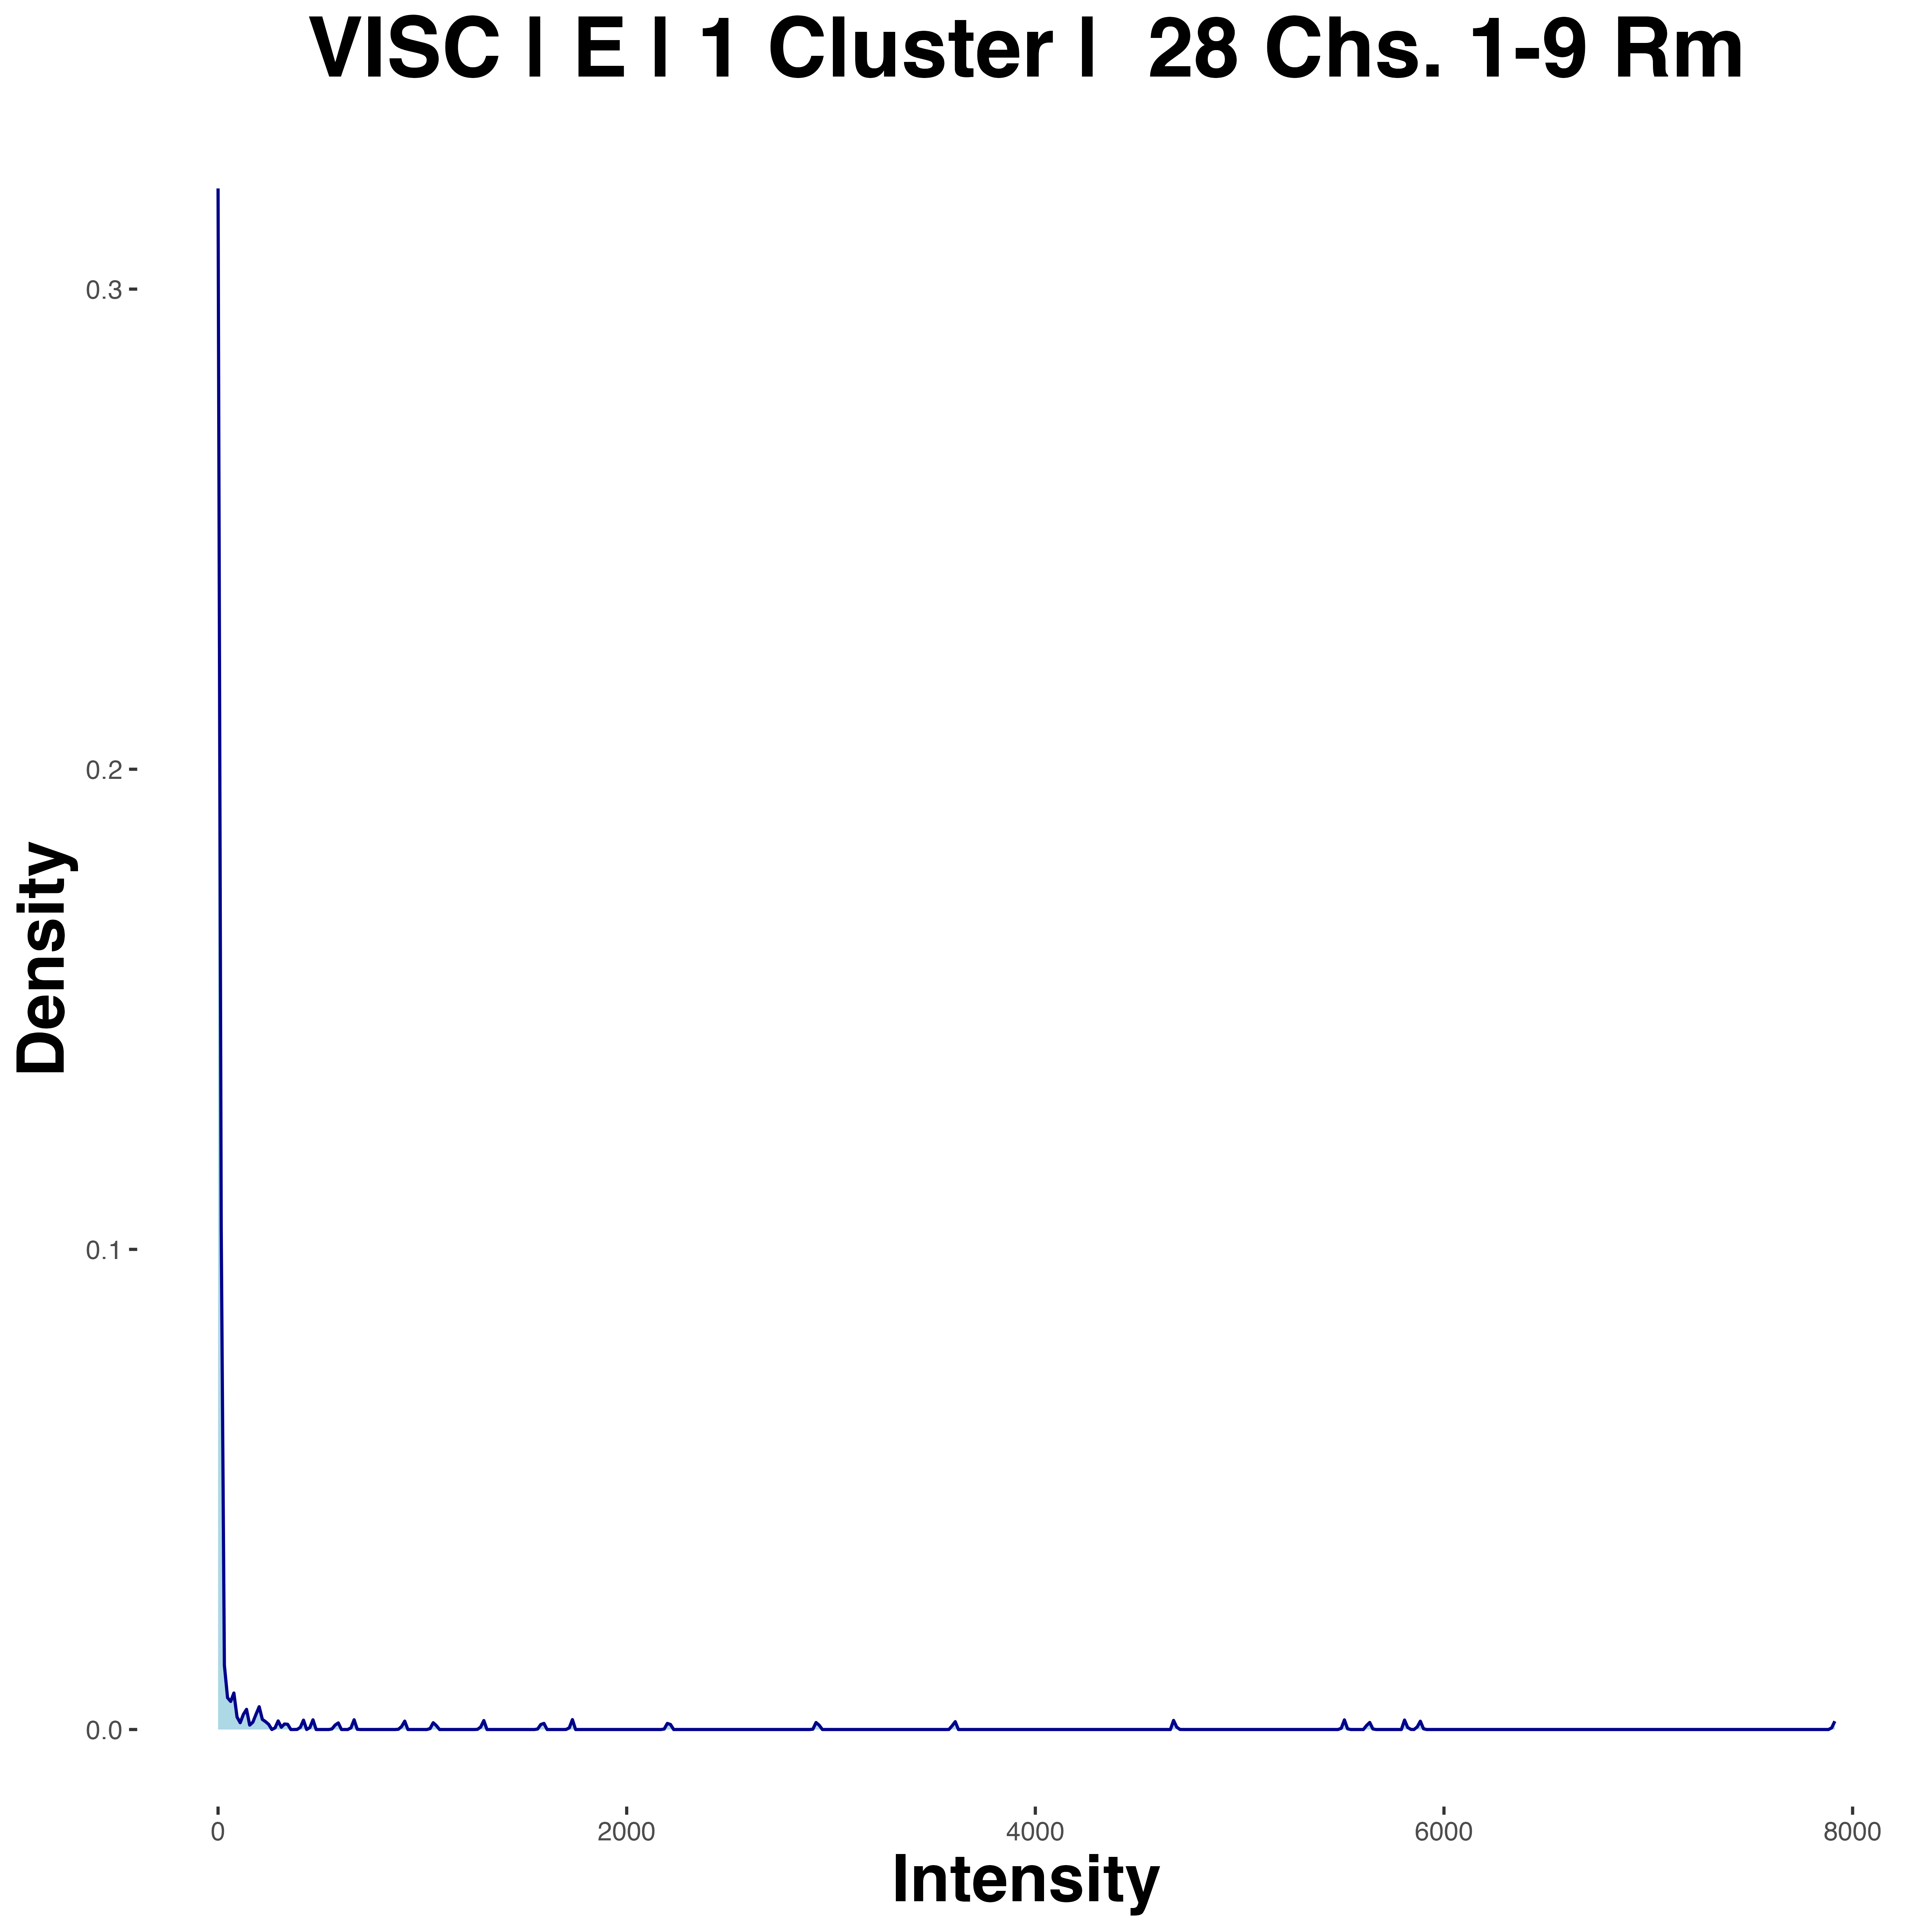 VISC | E | 1 Cluster |  28 Chs. 1-9 Rm
0.3
0.2
0.1
0.0
Density
0 2000 4000 6000 8000
Intensity